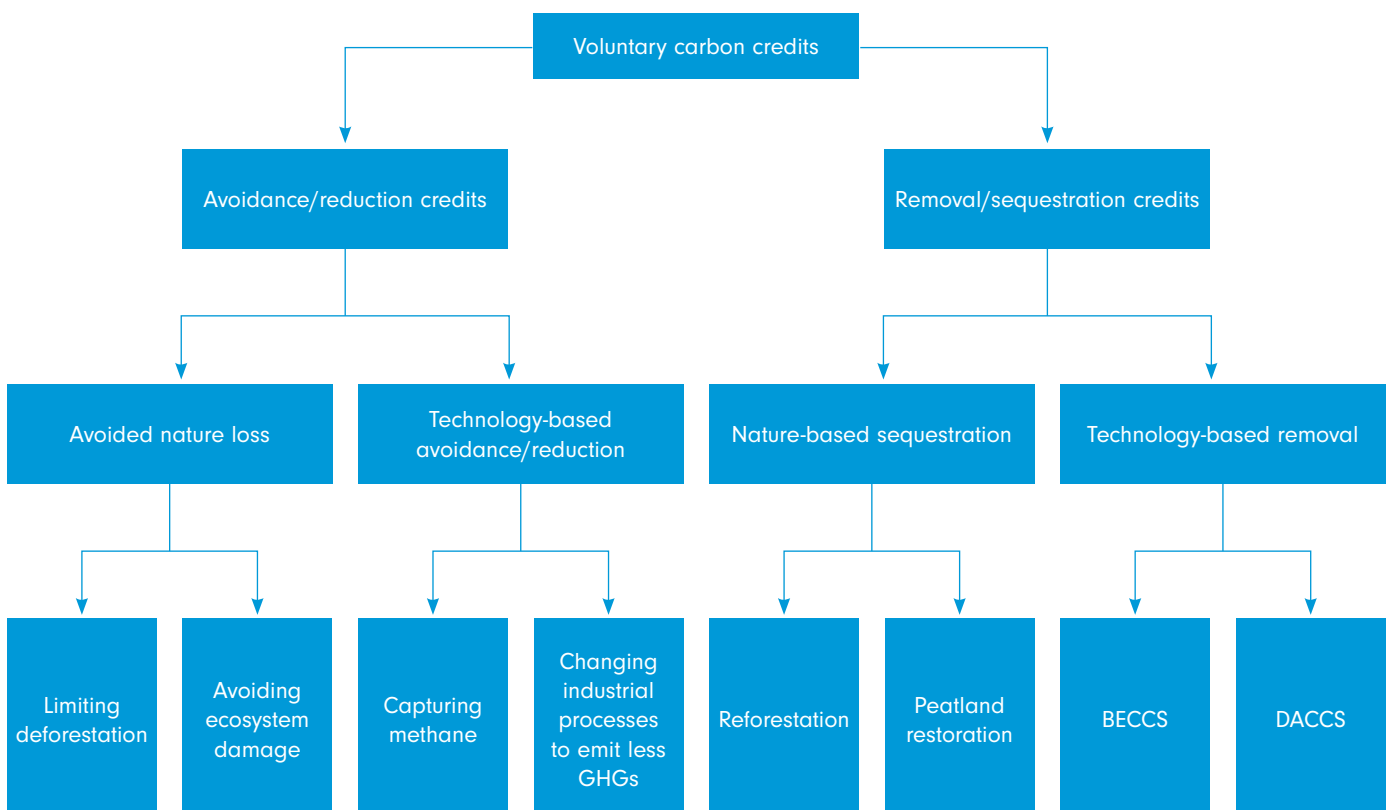 Voluntary carbon credits
Avoidance/reduction credits
Removal/sequestration credits
Avoided nature loss
Technology-based
avoidance/reduction
Nature-based sequestration
Technology-based removal
Limiting
deforestation
Avoiding
ecosystem
damage
Capturing
methane
Changing
industrial
processes
to emit less
GHGs
Reforestation
Peatland
restoration
BECCS
DACCS